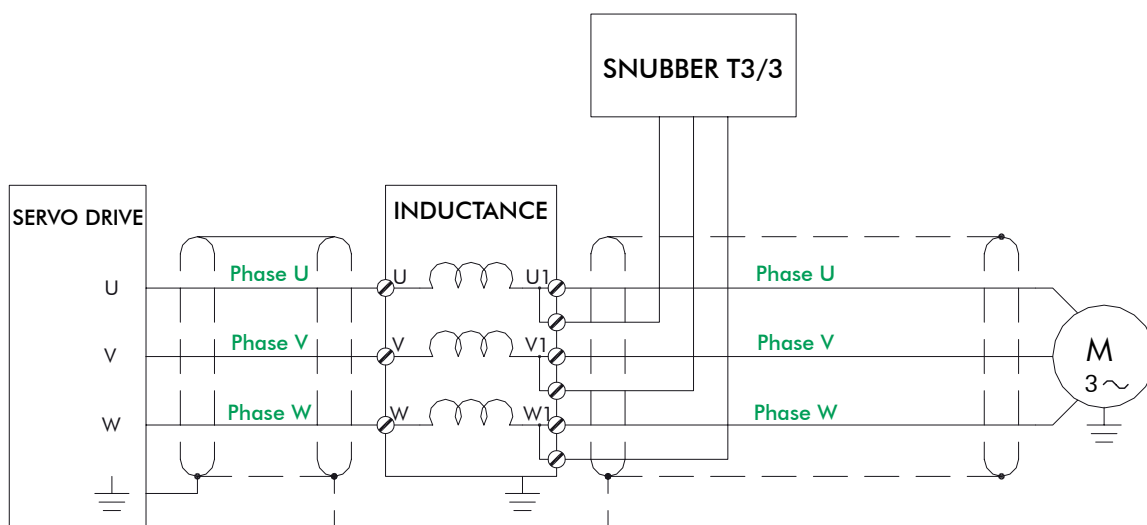 SNUBBER T3/3
SERVO DRIVE
INDUCTANCE
U Phase U U U1 Phase U
V Phase V V V1 Phase V
M
3~
W Phase W W W1 Phase W